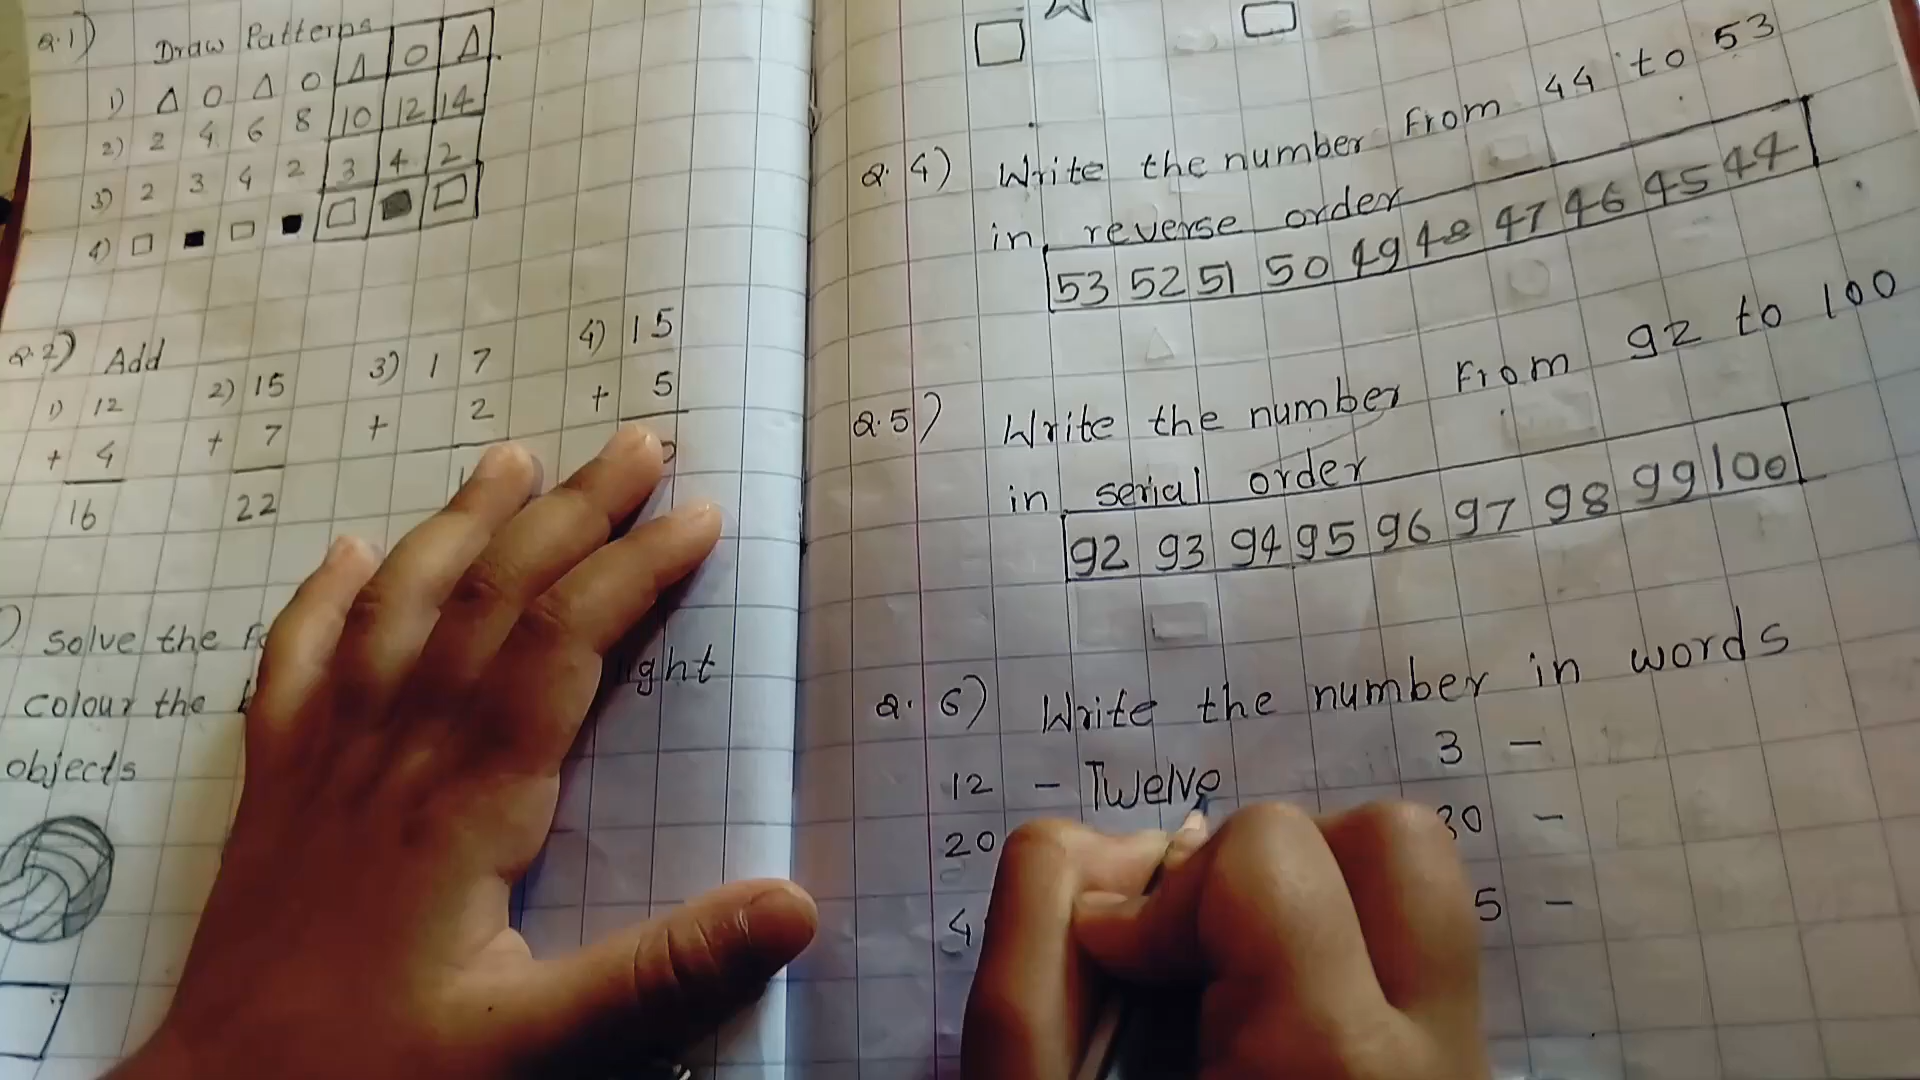 Q.1) Draw Patterns
1) Δ O Δ O Δ O Δ
2) 2 4 6 8 10 12 14
3) 2 3 4 2 3 4 2
4) □ ■ □ ■ □ ■ □
Q.2) Add
1) 12 2) 15 3) 17 4) 15
+ 4 + 7 + 2 + 5
16 22
solve the
colour the ght
objects
Q.4) Write the number From 44 to 53
in reverse order
53 52 51 50 49 48 47 46 45 44
Q.5) Write the number From 92 to 100
in serial order
92 93 94 95 96 97 98 99 100
Q.6) Write the number in words
12 - Twelve 3 -
20 30 -
4 5 -